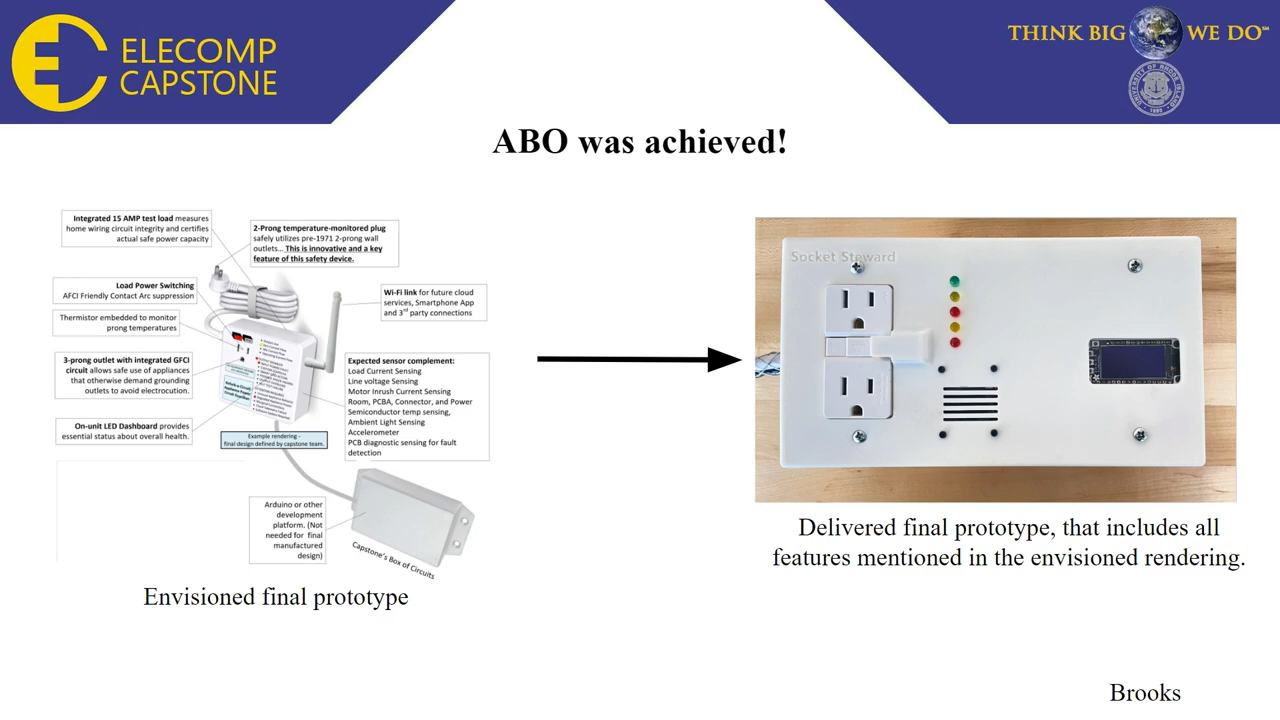 ELECOMP
CAPSTONE
THINK BIG WE DO℠
ABO was achieved!
Integrated 15 AMP test load measures
home wiring circuit integrity and certifies
actual safe power capacity
2-Prong temperature-monitored plug
safely utilizes pre-1971 2-prong wall
outlets... This is innovative and a key
feature of this safety device.
Load Power Switching
AFCI Friendly Contact Arc suppression
Wi-Fi link for future cloud
services, Smartphone App
and 3rd party connections
Thermistor embedded to monitor
prong temperatures
3-prong outlet with integrated GFCI
circuit allows safe use of appliances
that otherwise demand grounding
outlets to avoid electrocution.
Expected sensor complement:
Load Current Sensing
Line voltage Sensing
Motor Inrush Current Sensing
Room, PCBA, Connector, and Power
Semiconductor temp sensing,
Ambient Light Sensing
Accelerometer
PCB diagnostic sensing for fault
detection
On-unit LED Dashboard provides
essential status about overall health.
Example rendering -
final design defined by capstone team.
Arduino or other
development
platform. (Not
needed for final
manufactured
design)
Capstone's Box of Circuits
Envisioned final prototype
Socket Steward
Delivered final prototype, that includes all
features mentioned in the envisioned rendering.
Brooks